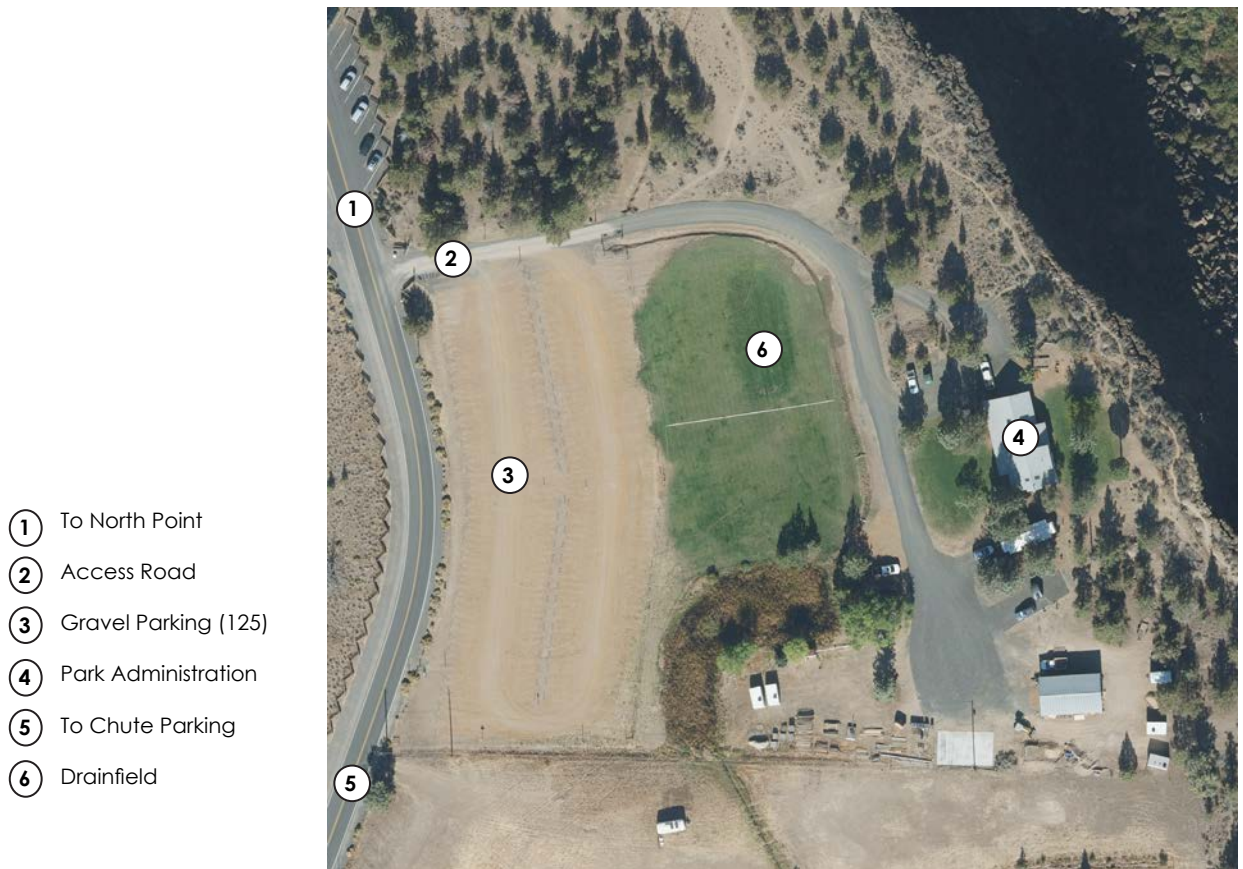 1 To North Point
2 Access Road
3 Gravel Parking (125)
4 Park Administration
5 To Chute Parking
6 Drainfield
1
2
6
4
3
5